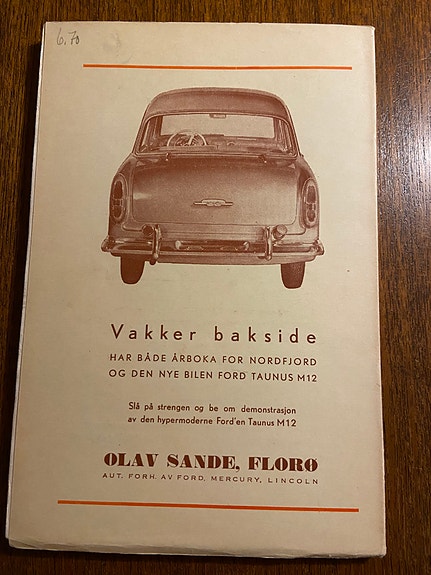 6,70
Vakker bakside
HAR BÅDE ÅRBOKA FOR NORDFJORD
OG DEN NYE BILEN FORD TAUNUS M12
Slå på strengen og be om demonstrasjon
av den hypermoderne Ford'en Taunus M12
OLAV SANDE, FLORØ
AUT. FORH. AV FORD, MERCURY, LINCOLN